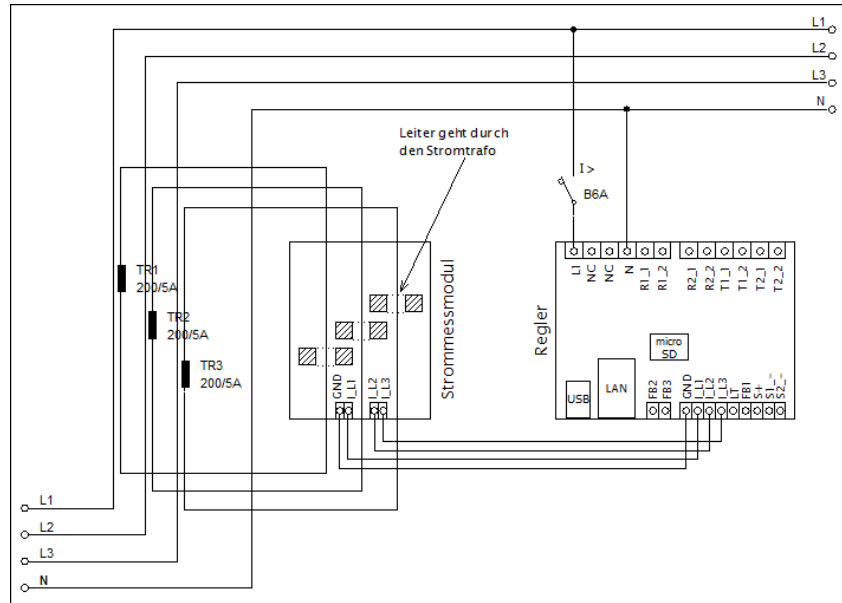 L1
L2
L3
N
Leiter geht durch
den Stromtrafo
I >
B6A
TR1
200/5A
TR2
200/5A
TR3
200/5A
Strommessmodul
GND
I_L1
I_L2
I_L3
Regler
L1
NC
NC
N
R1_1
R1_2
R2_1
R2_2
T1_1
T1_2
T2_1
T2_2
micro
SD
USB
LAN
FB2
FB3
GND
I_L1
I_L2
I_L3
LT
FB1
S+
S1_-
S2_-
L1
L2
L3
N